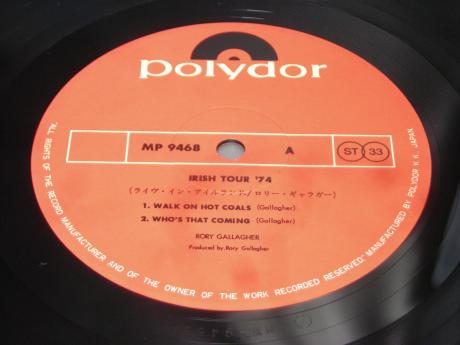 polydor
MP 9468 A ST 33
IRISH TOUR '74
(ライヴ・イン・アイルランド/ロリー・ギャラガー)
1. WALK ON HOT COALS (Gallagher)
2. WHO'S THAT COMING (Gallagher)
RORY GALLAGHER
Produced by Rory Gallagher
"ALL RIGHTS OF THE RECORD MANUFACTURER AND OF THE OWNER OF THE WORK RECORDED RESERVED." MANUFACTURED BY POLYDOR K.K. JAPAN